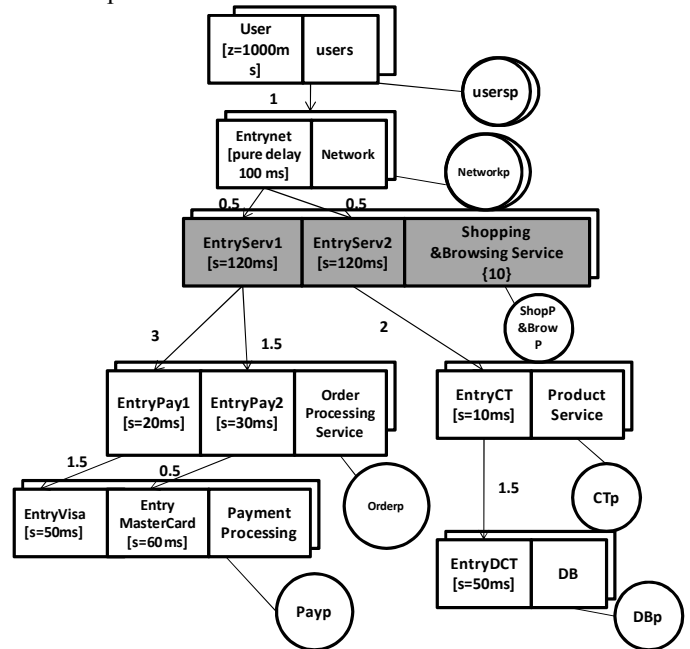 User
[z=1000m
s]
users
usersp
1
Entrynet
[pure delay
100 ms]
Network
Networkp
0.5
0.5
EntryServ1
[s=120ms]
EntryServ2
[s=120ms]
Shopping
&Browsing Service
{10}
ShopP
&Brow
P
3
1.5
2
EntryPay1
[s=20ms]
EntryPay2
[s=30ms]
Order
Processing
Service
Orderp
EntryCT
[s=10ms]
Product
Service
CTp
1.5
0.5
1.5
EntryVisa
[s=50ms]
Entry
MasterCard
[s=60ms]
Payment
Processing
Payp
EntryDCT
[s=50ms]
DB
DBp